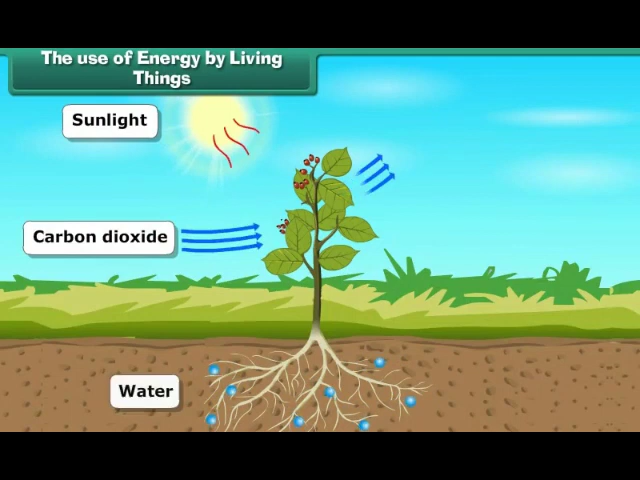 The use of Energy by Living
Things
Sunlight
Carbon dioxide
Water